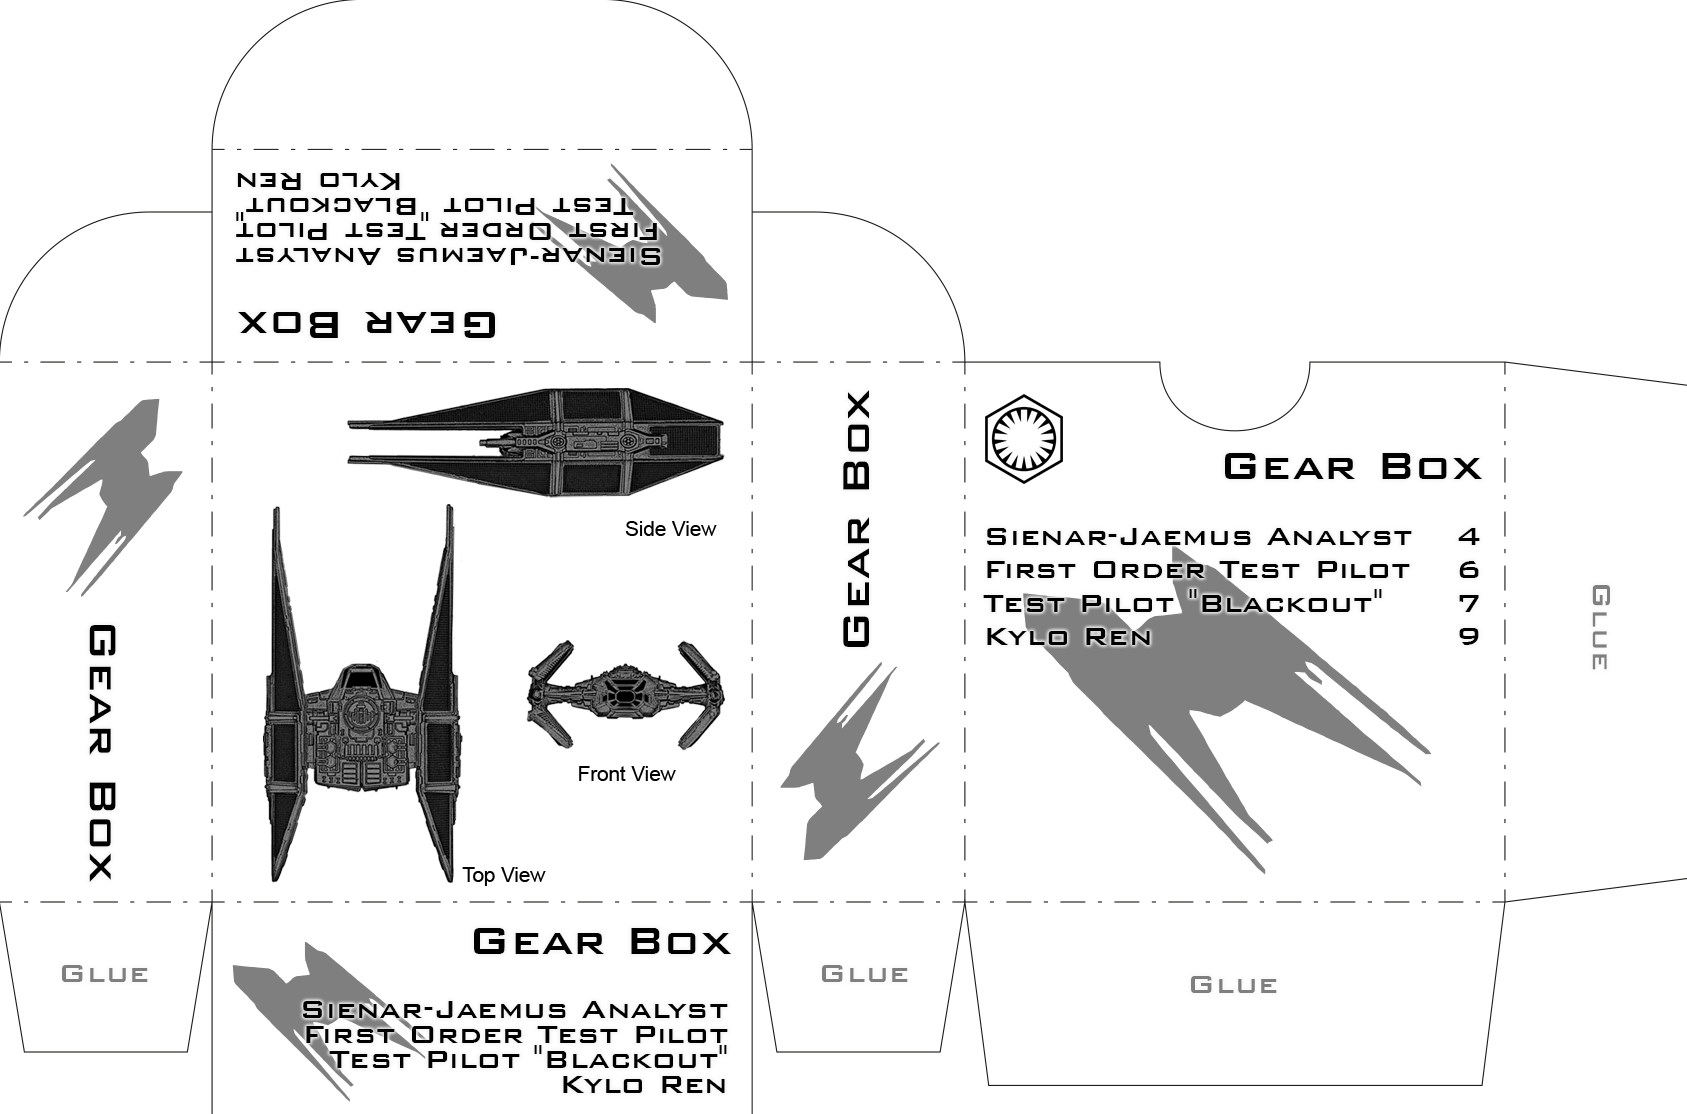 Kylo Ren
Test Pilot "Blackout"
First Order Test Pilot
Sienar-Jaemus Analyst
Gear Box
Side View
Front View
Top View
Gear Box
Gear Box
Gear Box
Sienar-Jaemus Analyst 4
First Order Test Pilot 6
Test Pilot "Blackout" 7
Kylo Ren 9
Glue
Glue
Gear Box
Sienar-Jaemus Analyst
First Order Test Pilot
Test Pilot "Blackout"
Kylo Ren
Glue
Glue